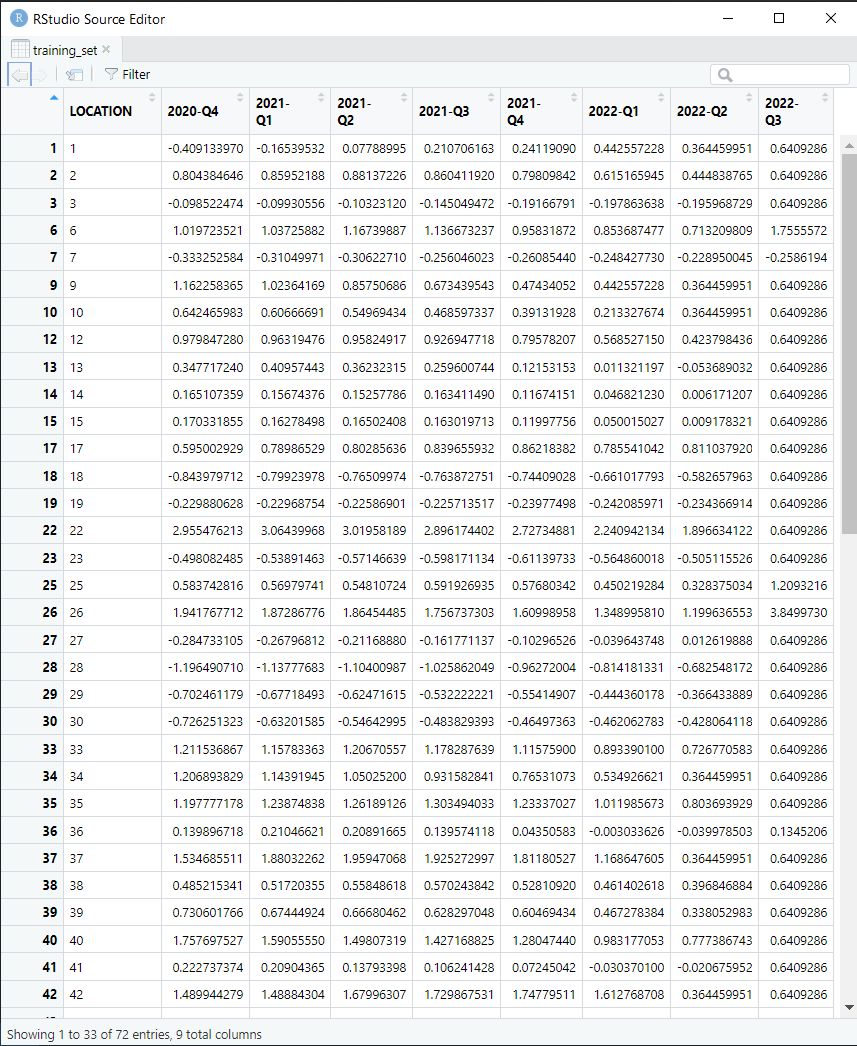 RStudio Source Editor
training_set
Filter
LOCATION 2020-Q4 2021-Q1 2021-Q2 2021-Q3 2021-Q4 2022-Q1 2022-Q2 2022-Q3
1 1 -0.409133970 -0.16539532 0.07788995 0.210706163 0.24119090 0.442557228 0.364459951 0.6409286
2 2 0.804384646 0.85952188 0.88137226 0.860411920 0.79809842 0.615165945 0.444838765 0.6409286
3 3 -0.098522474 -0.09930556 -0.10323120 -0.145049472 -0.19166791 -0.197863638 -0.195968729 0.6409286
6 6 1.019723521 1.03725882 1.16739887 1.136673237 0.95831872 0.853687477 0.713209809 1.7555572
7 7 -0.333252584 -0.31049971 -0.30622710 -0.256046023 -0.26085440 -0.248427730 -0.228950045 -0.2586194
9 9 1.162258365 1.02364169 0.85750686 0.673439543 0.47434052 0.442557228 0.364459951 0.6409286
10 10 0.642465983 0.60666691 0.54969434 0.468597337 0.39131928 0.213327674 0.364459951 0.6409286
12 12 0.979847280 0.96319476 0.95824917 0.926947718 0.79578207 0.568527150 0.423798436 0.6409286
13 13 0.347717240 0.40957443 0.36232315 0.259600744 0.12153153 0.011321197 -0.053689032 0.6409286
14 14 0.165107359 0.15674376 0.15257786 0.163411490 0.11674151 0.046821230 0.006171207 0.6409286
15 15 0.170331855 0.16278498 0.16502408 0.163019713 0.11997756 0.050015027 0.009178321 0.6409286
17 17 0.595002929 0.78986529 0.80285636 0.839655932 0.86218382 0.785541042 0.811037920 0.6409286
18 18 -0.843979712 -0.79923978 -0.76509974 -0.763872751 -0.74409028 -0.661017793 -0.582657963 0.6409286
19 19 -0.229880628 -0.22968754 -0.22586901 -0.225713517 -0.23977498 -0.242085971 -0.234366914 0.6409286
22 22 2.955476213 3.06439968 3.01958189 2.896174402 2.72734881 2.240942134 1.896634122 0.6409286
23 23 -0.498082485 -0.53891463 -0.57146639 -0.598171134 -0.61139733 -0.564860018 -0.505115526 0.6409286
25 25 0.583742816 0.56979741 0.54810724 0.591926935 0.57680342 0.450219284 0.328375034 1.2093216
26 26 1.941767712 1.87286776 1.86454485 1.756737303 1.60998958 1.348995810 1.199636553 3.8499730
27 27 -0.284733105 -0.26796812 -0.21168880 -0.161771137 -0.10296526 -0.039643748 0.012619888 0.6409286
28 28 -1.196490710 -1.13777683 -1.10400987 -1.025862049 -0.96272004 -0.814181331 -0.682548172 0.6409286
29 29 -0.702461179 -0.67718493 -0.62471615 -0.532222221 -0.55414907 -0.444360178 -0.366433889 0.6409286
30 30 -0.726251323 -0.63201585 -0.54642995 -0.483829393 -0.46497363 -0.462062783 -0.428064118 0.6409286
33 33 1.211536867 1.15783363 1.20670557 1.178287639 1.11575900 0.893390100 0.726770583 0.6409286
34 34 1.206893829 1.14391945 1.05025200 0.931582841 0.76531073 0.534926621 0.364459951 0.6409286
35 35 1.197777178 1.23874838 1.26189126 1.303494033 1.23337027 1.011985673 0.803693929 0.6409286
36 36 0.139896718 0.21046621 0.20891665 0.139574118 0.04350583 -0.003033626 -0.039978503 0.1345206
37 37 1.534685511 1.88032262 1.95947068 1.925272997 1.81180527 1.168647605 0.364459951 0.6409286
38 38 0.485215341 0.51720355 0.55848618 0.570243842 0.52810920 0.461402618 0.396846884 0.6409286
39 39 0.730601766 0.67444924 0.66680462 0.628297048 0.60469434 0.467278384 0.338052983 0.6409286
40 40 1.757697527 1.59055550 1.49807319 1.427168825 1.28047440 0.983177053 0.777386743 0.6409286
41 41 0.222737374 0.20904365 0.13793398 0.106241428 0.07245042 -0.030370100 -0.020675952 0.6409286
42 42 1.489944279 1.48884304 1.67996307 1.729867531 1.74779511 1.612768708 0.364459951 0.6409286
Showing 1 to 33 of 72 entries, 9 total columns